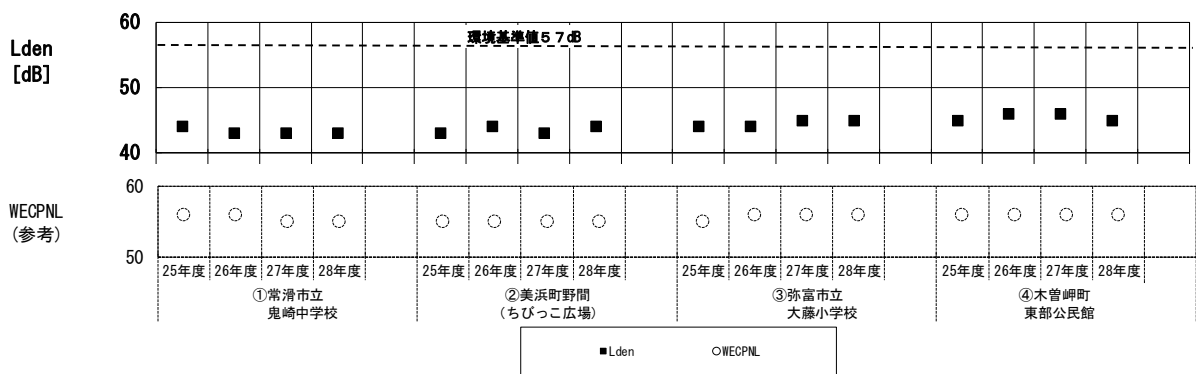 60
環境基準値５７dB
Lden
[dB]
50
40
60
WECPNL
(参考)
50
25年度 26年度 27年度 28年度 25年度 26年度 27年度 28年度 25年度 26年度 27年度 28年度 25年度 26年度 27年度 28年度
①常滑市立 ②美浜町野間 ③弥富市立 ④木曽岬町
鬼崎中学校 (ちびっこ広場) 大藤小学校 東部公民館
■Lden ○WECPNL